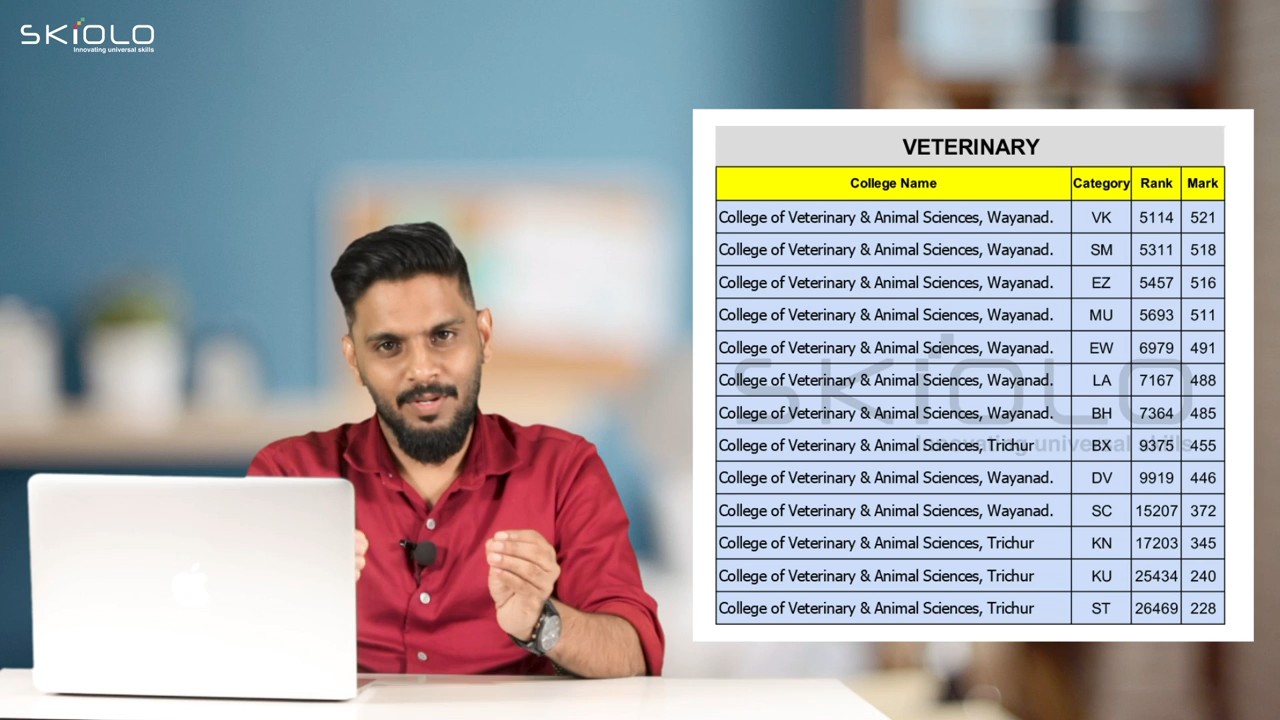 SKIOLO
Innovating universal skills
VETERINARY
College Name Category Rank Mark
College of Veterinary & Animal Sciences, Wayanad. VK 5114 521
College of Veterinary & Animal Sciences, Wayanad. SM 5311 518
College of Veterinary & Animal Sciences, Wayanad. EZ 5457 516
College of Veterinary & Animal Sciences, Wayanad. MU 5693 511
College of Veterinary & Animal Sciences, Wayanad. EW 6979 491
College of Veterinary & Animal Sciences, Wayanad. LA 7167 488
College of Veterinary & Animal Sciences, Wayanad. BH 7364 485
College of Veterinary & Animal Sciences, Trichur BX 9375 455
College of Veterinary & Animal Sciences, Wayanad. DV 9919 446
College of Veterinary & Animal Sciences, Wayanad. SC 15207 372
College of Veterinary & Animal Sciences, Trichur KN 17203 345
College of Veterinary & Animal Sciences, Trichur KU 25434 240
College of Veterinary & Animal Sciences, Trichur ST 26469 228
SKIOLO
Innovating universal skills